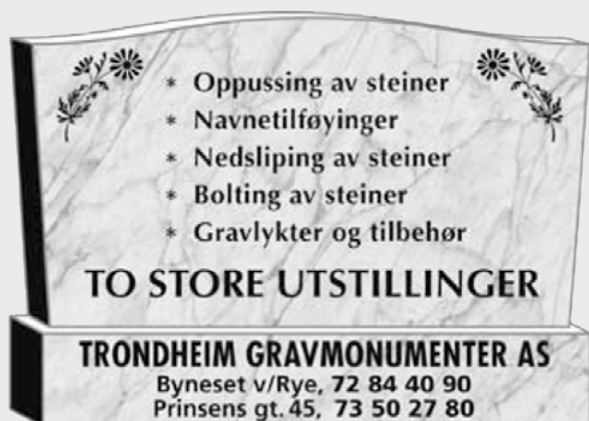 * Oppussing av steiner
* Navnetilføyinger
* Nedsliping av steiner
* Bolting av steiner
* Gravlykter og tilbehør
TO STORE UTSTILLINGER
TRONDHEIM GRAVMONUMENTER AS
Byneset v/Rye, 72 84 40 90
Prinsens gt. 45, 73 50 27 80